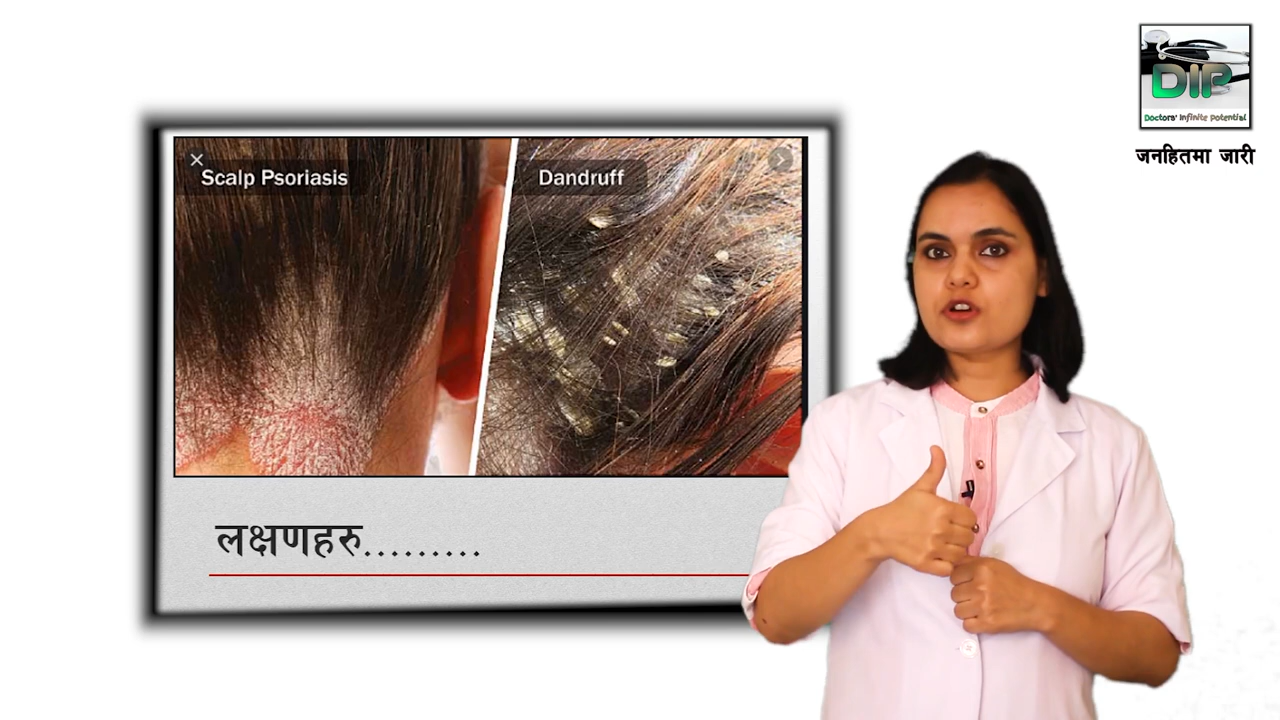 Scalp Psoriasis
Dandruff
लक्षणहरु.........
DIP
Doctors' Infinite Potential
जनहितमा जारी